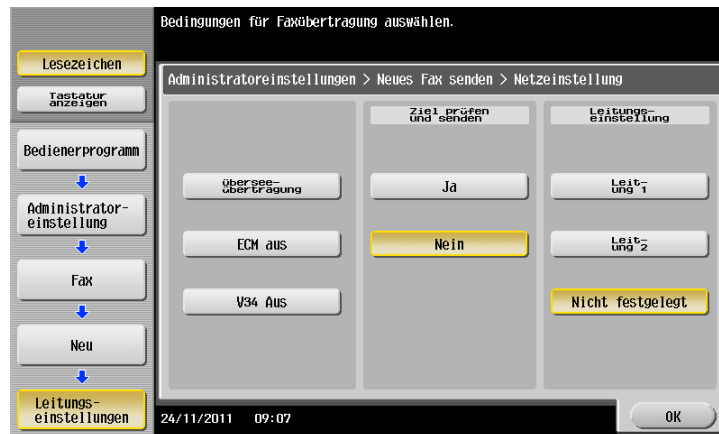 Bedingungen für Faxübertragung auswählen.
Lesezeichen
Tastatur
anzeigen
Bedienerprogramm
Administrator-
einstellung
Fax
Neu
Leitungs-
einstellungen
Administratoreinstellungen > Neues Fax senden > Netzeinstellung
Übersee-
übertragung
ECM aus
V34 Aus
Ziel prüfen
und senden
Ja
Nein
Leitungs-
einstellung
Leit-
ung 1
Leit-
ung 2
Nicht festgelegt
24/11/2011 09:07
OK